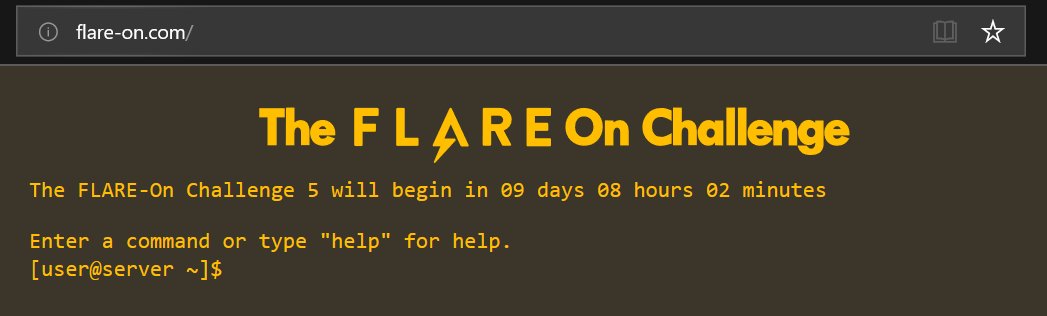 flare-on.com/
The FLARE On Challenge
The FLARE-On Challenge 5 will begin in 09 days 08 hours 02 minutes
Enter a command or type "help" for help.
[user@server ~]$